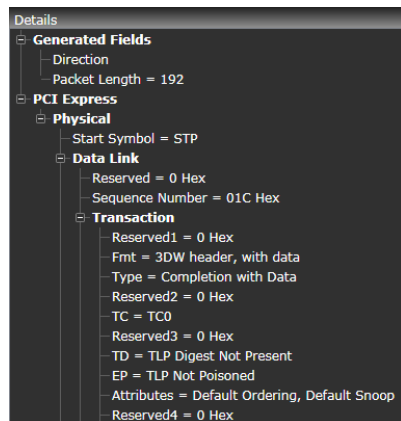 Details
Generated Fields
Direction
Packet Length = 192
PCI Express
Physical
Start Symbol = STP
Data Link
Reserved = 0 Hex
Sequence Number = 01C Hex
Transaction
Reserved1 = 0 Hex
Fmt = 3DW header, with data
Type = Completion with Data
Reserved2 = 0 Hex
TC = TC0
Reserved3 = 0 Hex
TD = TLP Digest Not Present
EP = TLP Not Poisoned
Attributes = Default Ordering, Default Snoop
Reserved4 = 0 Hex